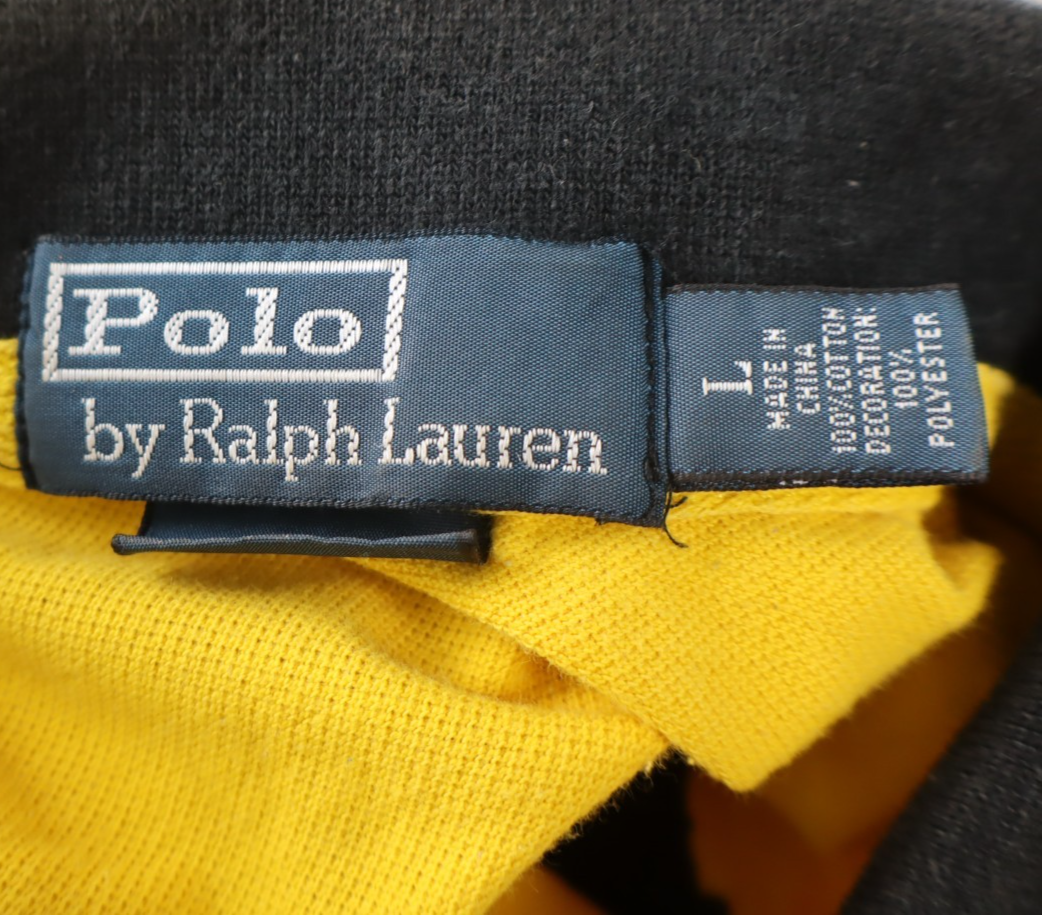 Polo
by Ralph Lauren
L
MADE IN
CHINA
100%COTTON
DECORATION:
100%
POLYESTER